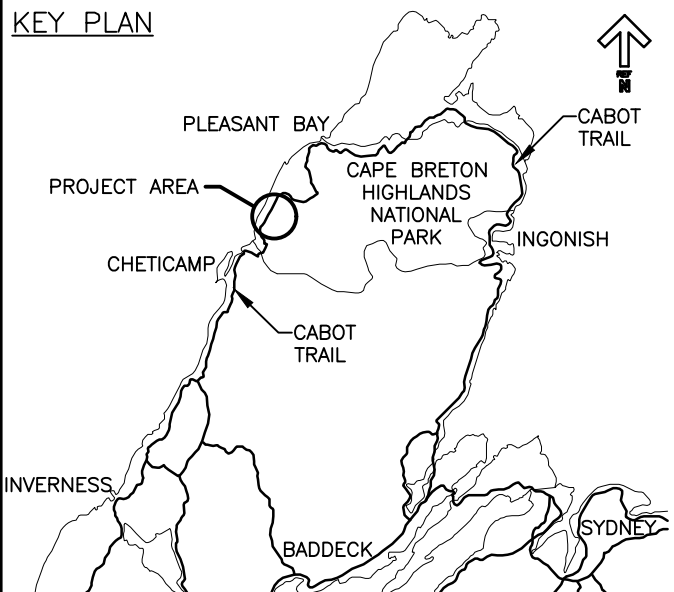 KEY PLAN
REF
N
CABOT
TRAIL
PLEASANT BAY
CAPE BRETON
HIGHLANDS
NATIONAL
PARK
PROJECT AREA
INGONISH
CHETICAMP
CABOT
TRAIL
INVERNESS
SYDNEY
BADDECK